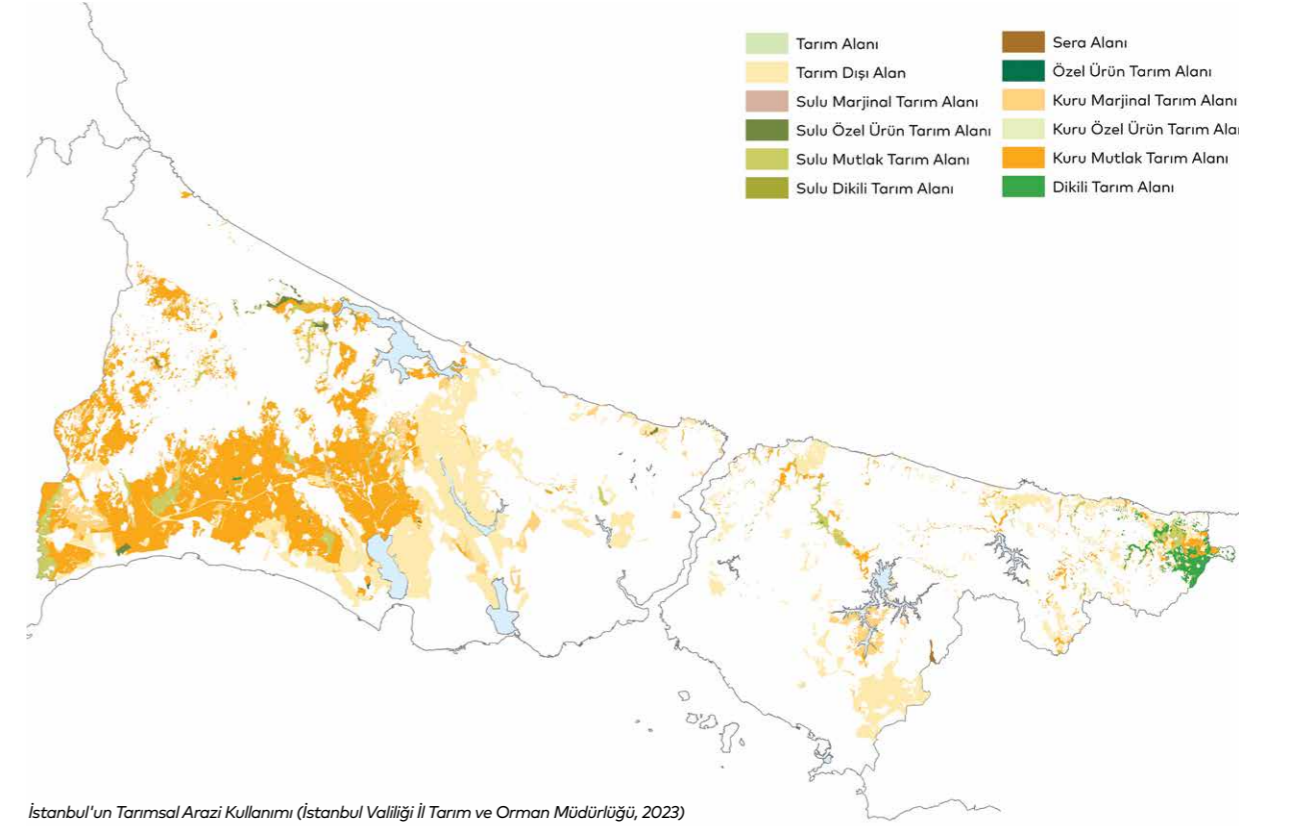 Tarım Alanı
Tarım Dışı Alan
Sulu Marjinal Tarım Alanı
Sulu Özel Ürün Tarım Alanı
Sulu Mutlak Tarım Alanı
Sulu Dikili Tarım Alanı
Sera Alanı
Özel Ürün Tarım Alanı
Kuru Marjinal Tarım Alanı
Kuru Özel Ürün Tarım Ala
Kuru Mutlak Tarım Alanı
Dikili Tarım Alanı
İstanbul'un Tarımsal Arazi Kullanımı (İstanbul Valiliği İl Tarım ve Orman Müdürlüğü, 2023)